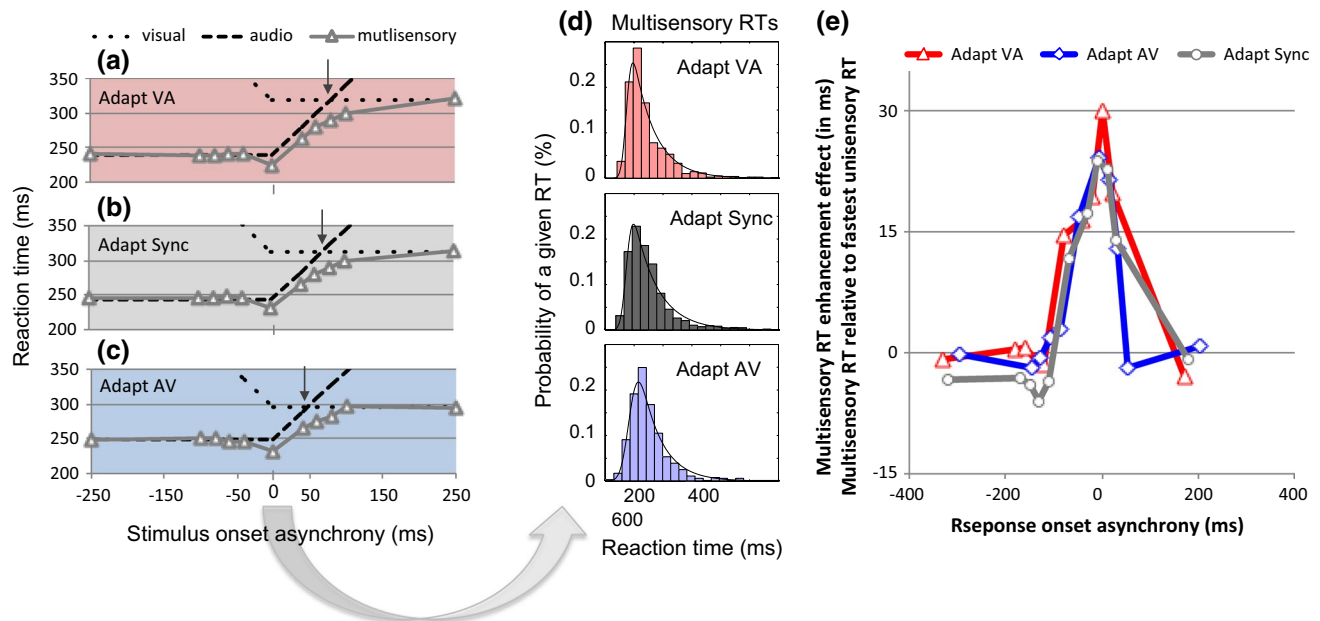 visual audio mutlisensory
(a)
350
300
250
200
Adapt VA
(b)
350
300
250
200
Adapt Sync
(c)
350
300
250
200
Adapt AV
Reaction time (ms)
-250 -150 -50 0 50 150 250
Stimulus onset asynchrony (ms)
(d) Multisensory RTs
Adapt VA
0.2
0.1
0
Adapt Sync
0.2
0.1
0
Adapt AV
0.2
0.1
0
Probability of a given RT (%)
200 400
600
Reaction time (ms)
(e)
Adapt VA Adapt AV Adapt Sync
Multisensory RT enhancement effect (in ms)
Multisensory RT relative to fastest unisensory RT
30
15
0
-15
-400 -200 0 200 400
Rseponse onset asynchrony (ms)